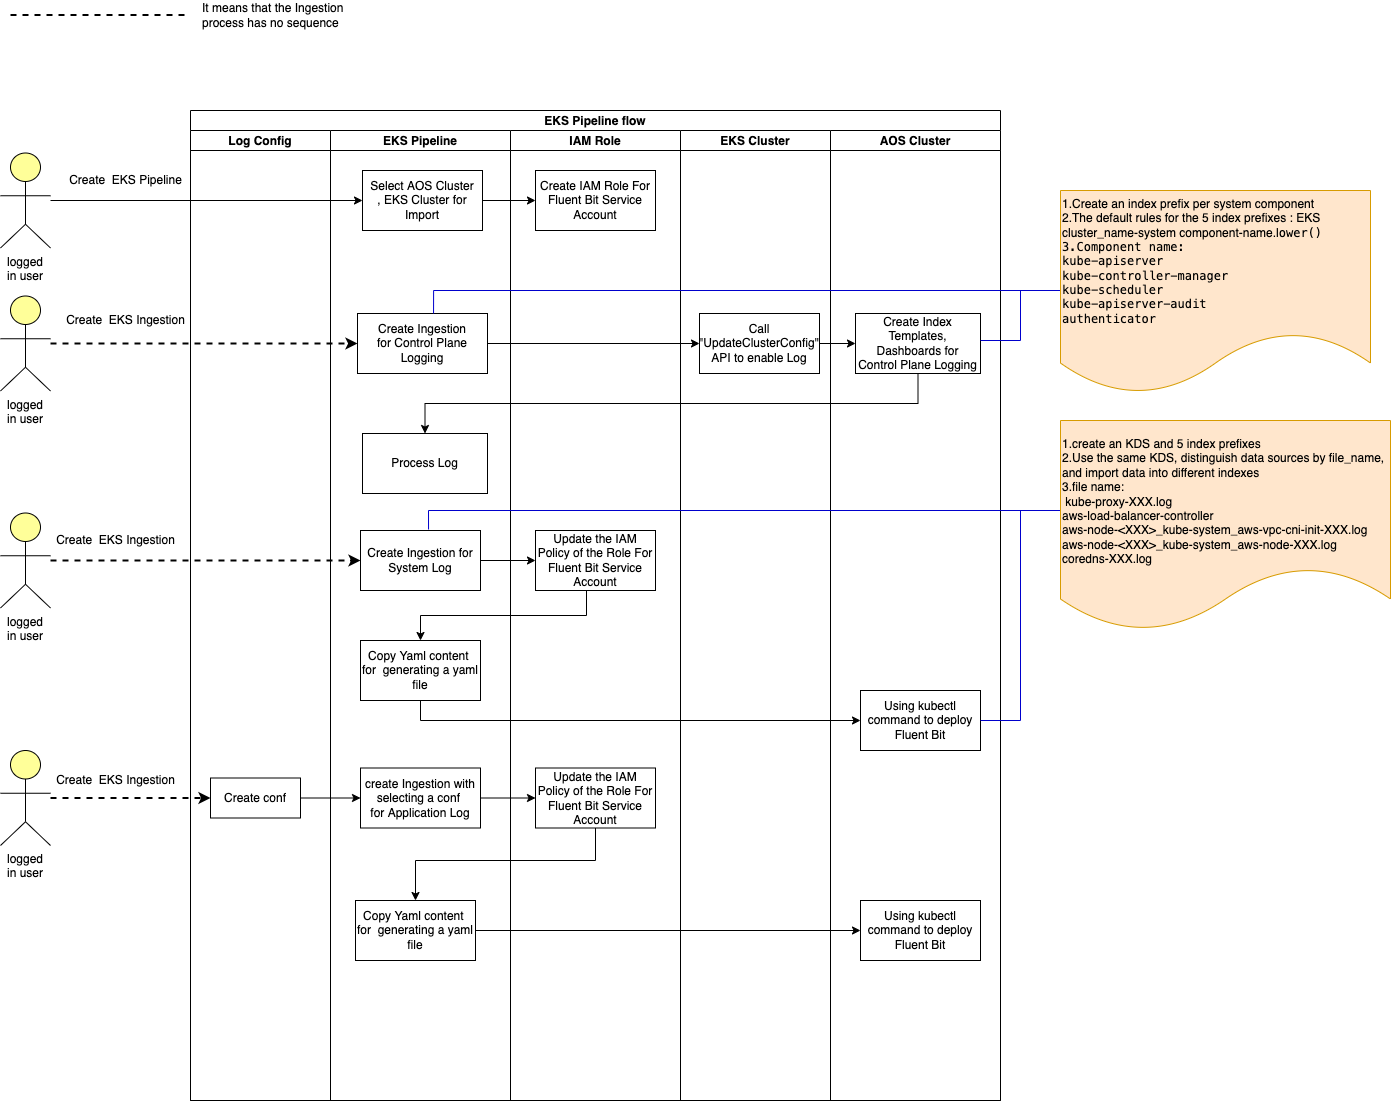 It means that the Ingestion
process has no sequence
EKS Pipeline flow
Log Config
EKS Pipeline
IAM Role
EKS Cluster
AOS Cluster
Create  EKS Pipeline
logged
in user
Select AOS Cluster
, EKS Cluster for
Import
Create IAM Role For
Fluent Bit Service
Account
1.Create an index prefix per system component
2.The default rules for the 5 index prefixes : EKS
cluster_name-system component-name.lower()
3.Component name:
kube-apiserver
kube-controller-manager
kube-scheduler
kube-apiserver-audit
authenticator
Create  EKS Ingestion
logged
in user
Create Ingestion
for Control Plane
Logging
Call
"UpdateClusterConfig"
API to enable Log
Create Index
Templates,
Dashboards for
Control Plane Logging
Process Log
1.create an KDS and 5 index prefixes
2.Use the same KDS, distinguish data sources by file_name,
and import data into different indexes
3.file name:
kube-proxy-XXX.log
aws-load-balancer-controller
aws-node-<XXX>_kube-system_aws-vpc-cni-init-XXX.log
aws-node-<XXX>_kube-system_aws-node-XXX.log
coredns-XXX.log
Create  EKS Ingestion
logged
in user
Create Ingestion for
System Log
Update the IAM
Policy of the Role For
Fluent Bit Service
Account
Copy Yaml content
for  generating a yaml
file
Using kubectl
command to deploy
Fluent Bit
Create  EKS Ingestion
logged
in user
Create conf
create Ingestion with
selecting a conf
for Application Log
Update the IAM
Policy of the Role For
Fluent Bit Service
Account
Copy Yaml content
for  generating a yaml
file
Using kubectl
command to deploy
Fluent Bit